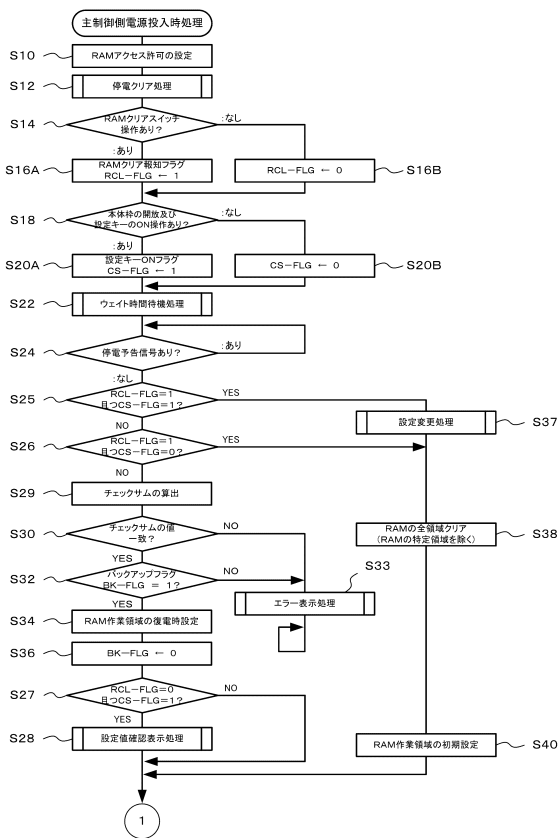 主制御側電源投入時処理
S10
RAMアクセス許可の設定
S12
停電クリア処理
S14
RAMクリアスイッチ
操作あり？
:なし
:あり
S16A
RAMクリア報知フラグ
RCL－FLG ← 1
RCL－FLG ← 0
S16B
S18
本体枠の開放及び
設定キーのON操作あり？
:なし
:あり
S20A
設定キーONフラグ
CS－FLG ← 1
CS－FLG ← 0
S20B
S22
ウェイト時間待機処理
S24
停電予告信号あり？
:あり
:なし
S25
RCL－FLG＝1
且つCS－FLG＝1？
YES
NO
設定変更処理
S37
S26
RCL－FLG＝1
且つCS－FLG＝0？
YES
NO
S29
チェックサムの算出
S30
チェックサムの値
一致？
NO
YES
RAMの全領域クリア
(RAMの特定領域を除く)
S38
S32
バックアップフラグ
BK－FLG ＝ 1？
NO
YES
S33
エラー表示処理
S34
RAM作業領域の復電時設定
S36
BK－FLG ← 0
S27
RCL－FLG＝0
且つCS－FLG＝1？
NO
YES
S28
設定値確認表示処理
RAM作業領域の初期設定
S40
1